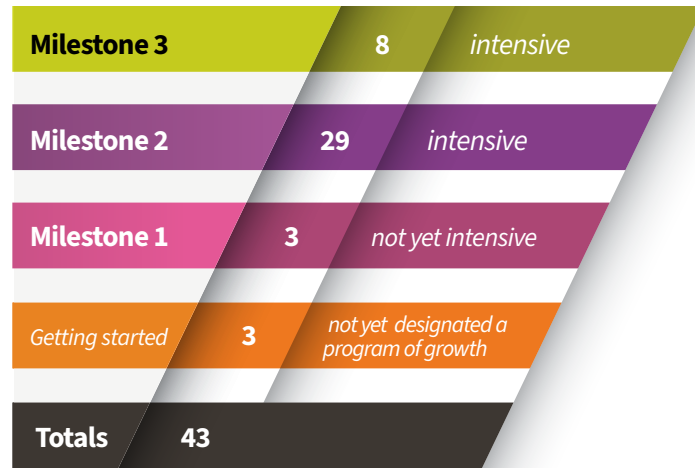 Milestone 3 8 intensive
Milestone 2 29 intensive
Milestone 1 3 not yet intensive
Getting started 3 not yet designated a
program of growth
Totals 43